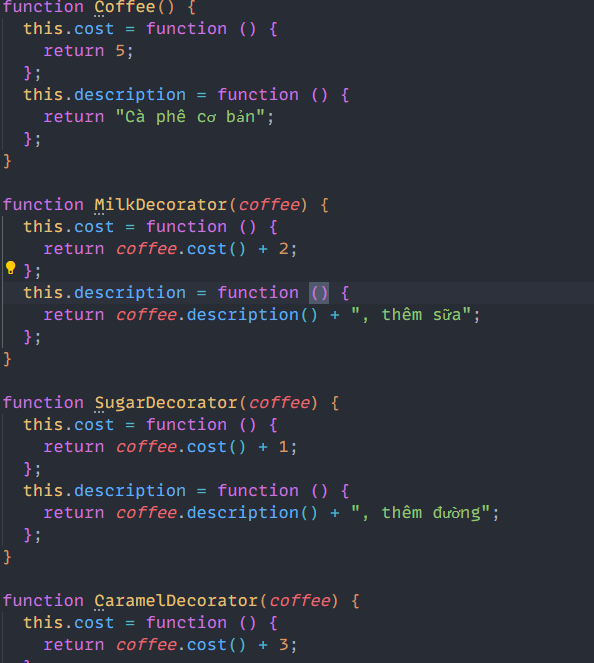 function Coffee() {
  this.cost = function () {
    return 5;
  };
  this.description = function () {
    return "Cà phê cơ bản";
  };
}

function MilkDecorator(coffee) {
  this.cost = function () {
    return coffee.cost() + 2;
  };
  this.description = function () {
    return coffee.description() + ", thêm sữa";
  };
}

function SugarDecorator(coffee) {
  this.cost = function () {
    return coffee.cost() + 1;
  };
  this.description = function () {
    return coffee.description() + ", thêm đường";
  };
}

function CaramelDecorator(coffee) {
  this.cost = function () {
    return coffee.cost() + 3;